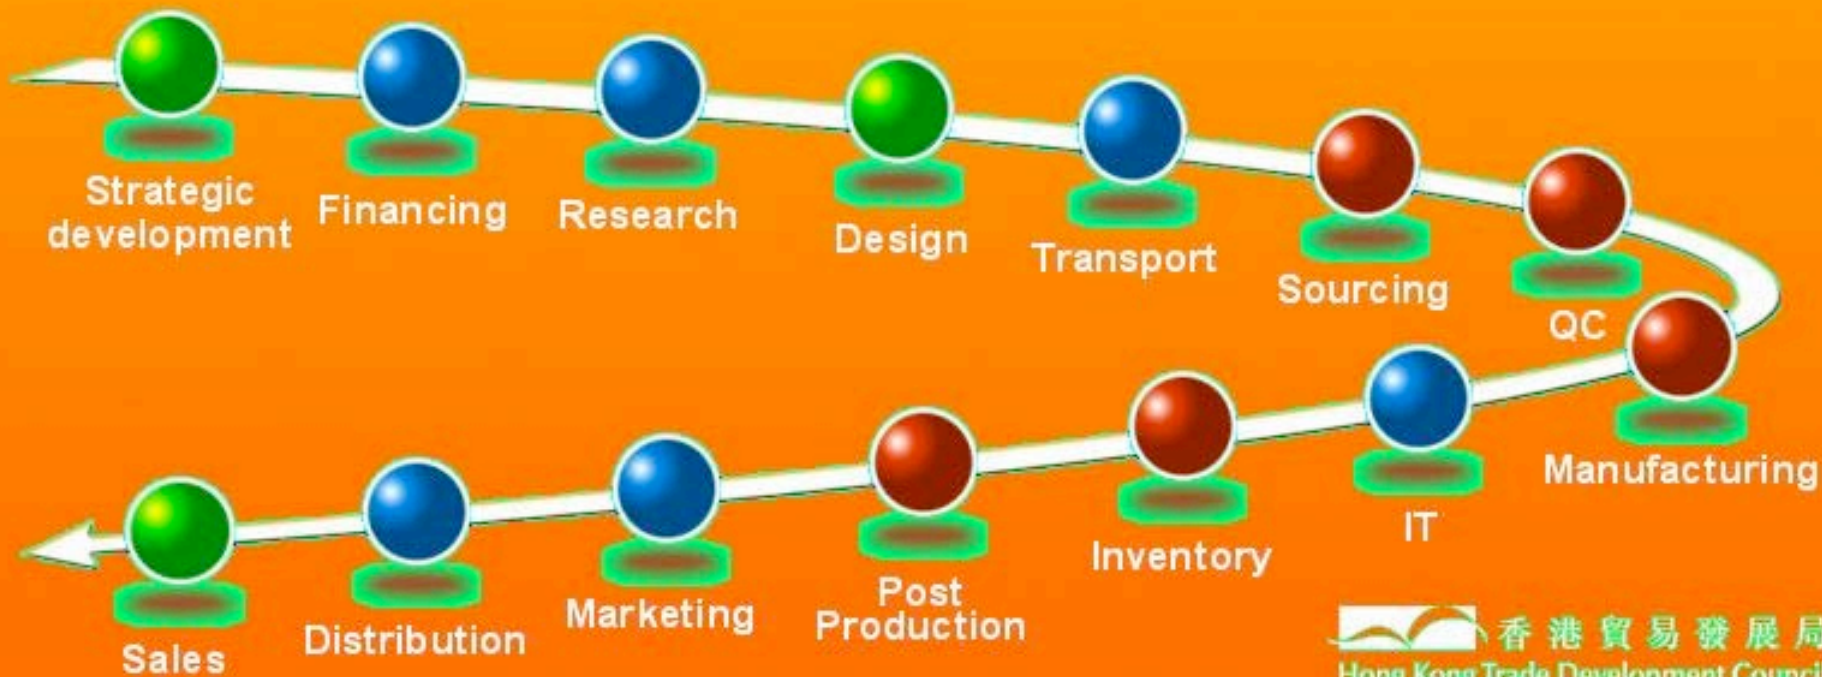 Strategic
development
Financing
Research
Design
Transport
Sourcing
QC
Manufacturing
IT
Inventory
Post
Production
Marketing
Distribution
Sales
香港貿易發展局
Hong Kong Trade Development Council